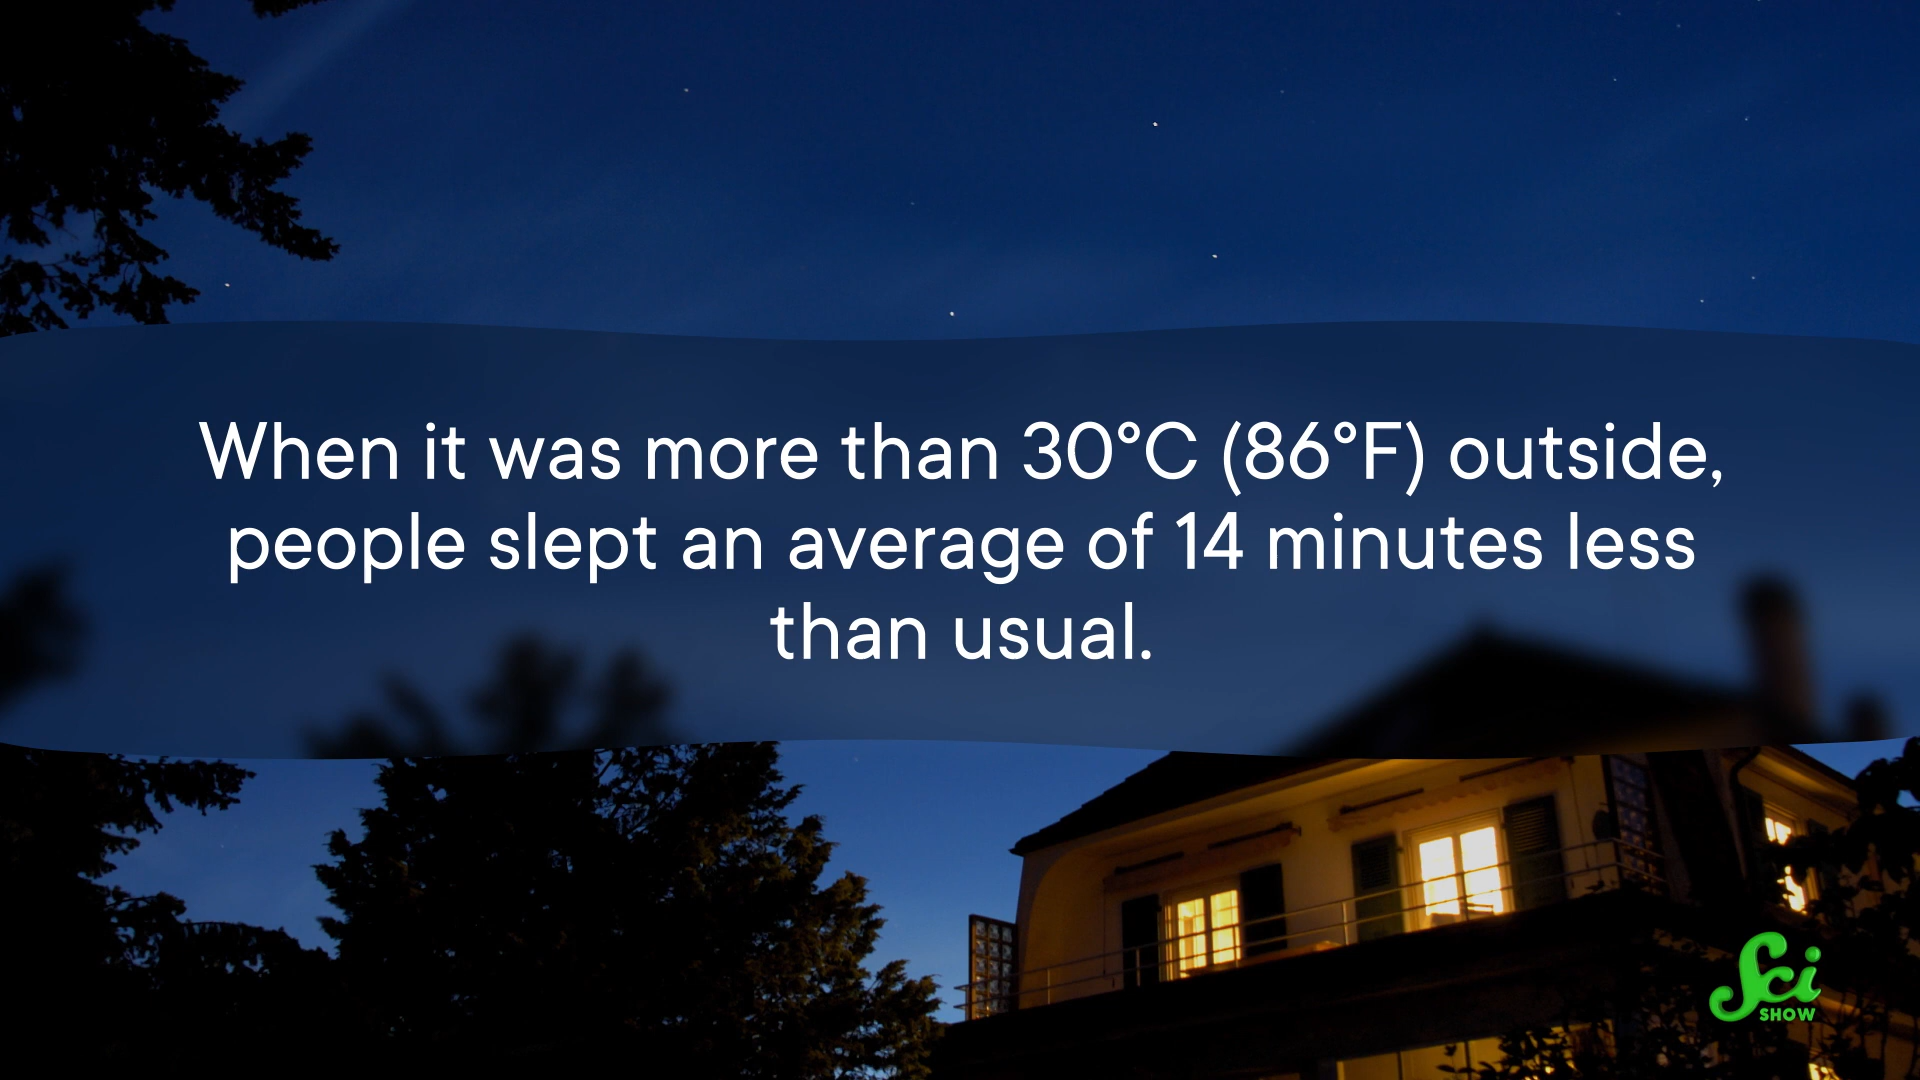 When it was more than 30°C (86°F) outside,
people slept an average of 14 minutes less
than usual.
Sci
SHOW